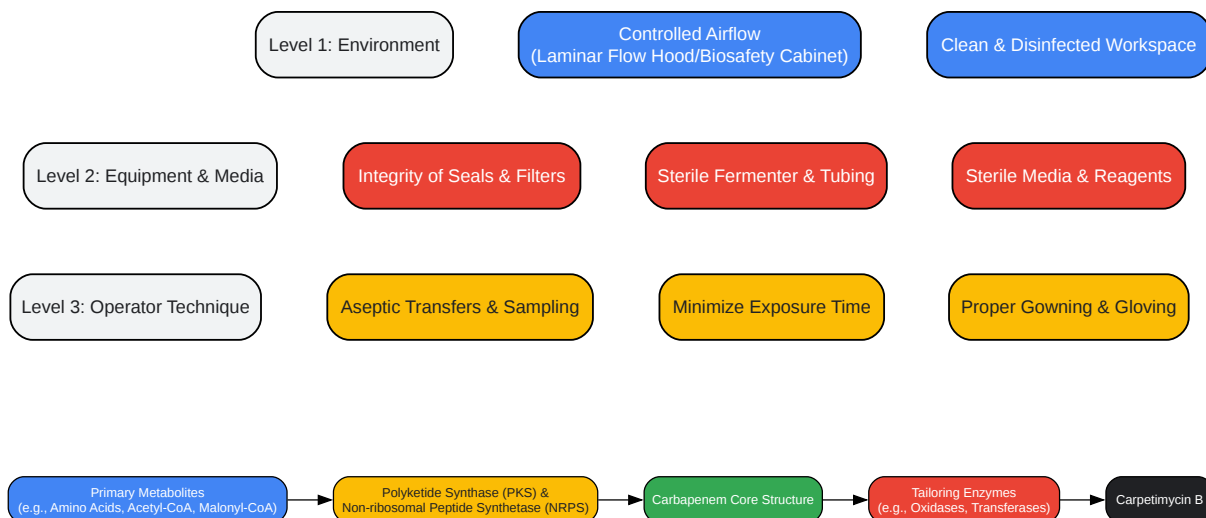 Level 1: Environment
Controlled Airflow
(Laminar Flow Hood/Biosafety Cabinet)
Clean & Disinfected Workspace
Level 2: Equipment & Media
Integrity of Seals & Filters
Sterile Fermenter & Tubing
Sterile Media & Reagents
Level 3: Operator Technique
Aseptic Transfers & Sampling
Minimize Exposure Time
Proper Gowning & Gloving
Primary Metabolites
(e.g., Amino Acids, Acetyl-CoA, Malonyl-CoA)
Polyketide Synthase (PKS) &
Non-ribosomal Peptide Synthetase (NRPS)
Carbapenem Core Structure
Tailoring Enzymes
(e.g., Oxidases, Transferases)
Carpetimycin B